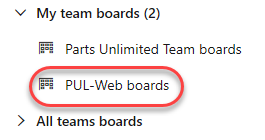 My team boards (2)
Parts Unlimited Team boards
PUL-Web boards
All teams boards